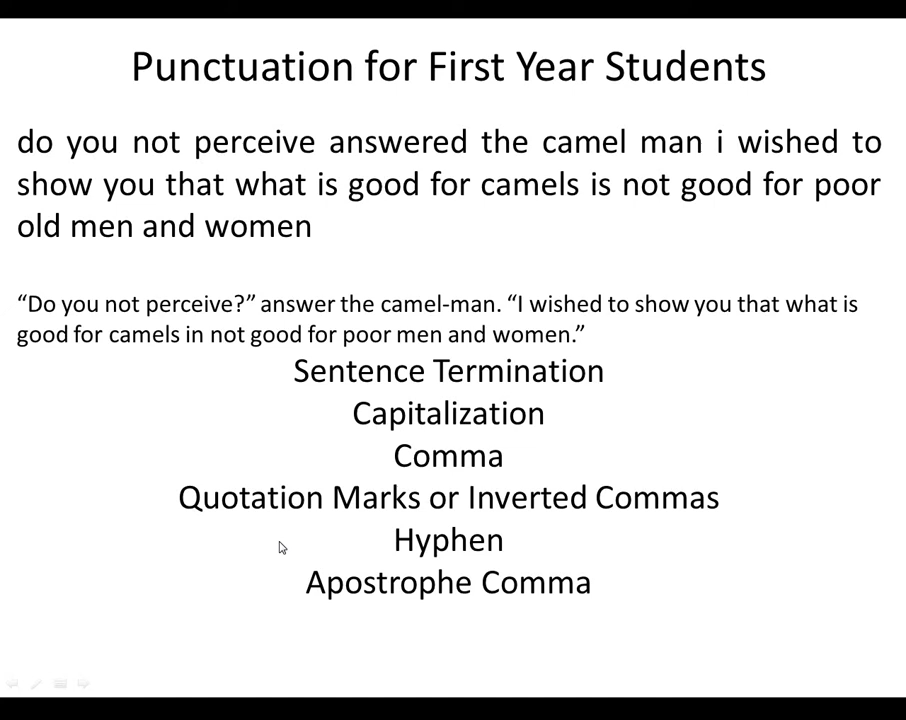 Punctuation for First Year Students
do you not perceive answered the camel man i wished to
show you that what is good for camels is not good for poor
old men and women
“Do you not perceive?” answer the camel-man. “I wished to show you that what is
good for camels in not good for poor men and women.”
Sentence Termination
Capitalization
Comma
Quotation Marks or Inverted Commas
Hyphen
Apostrophe Comma